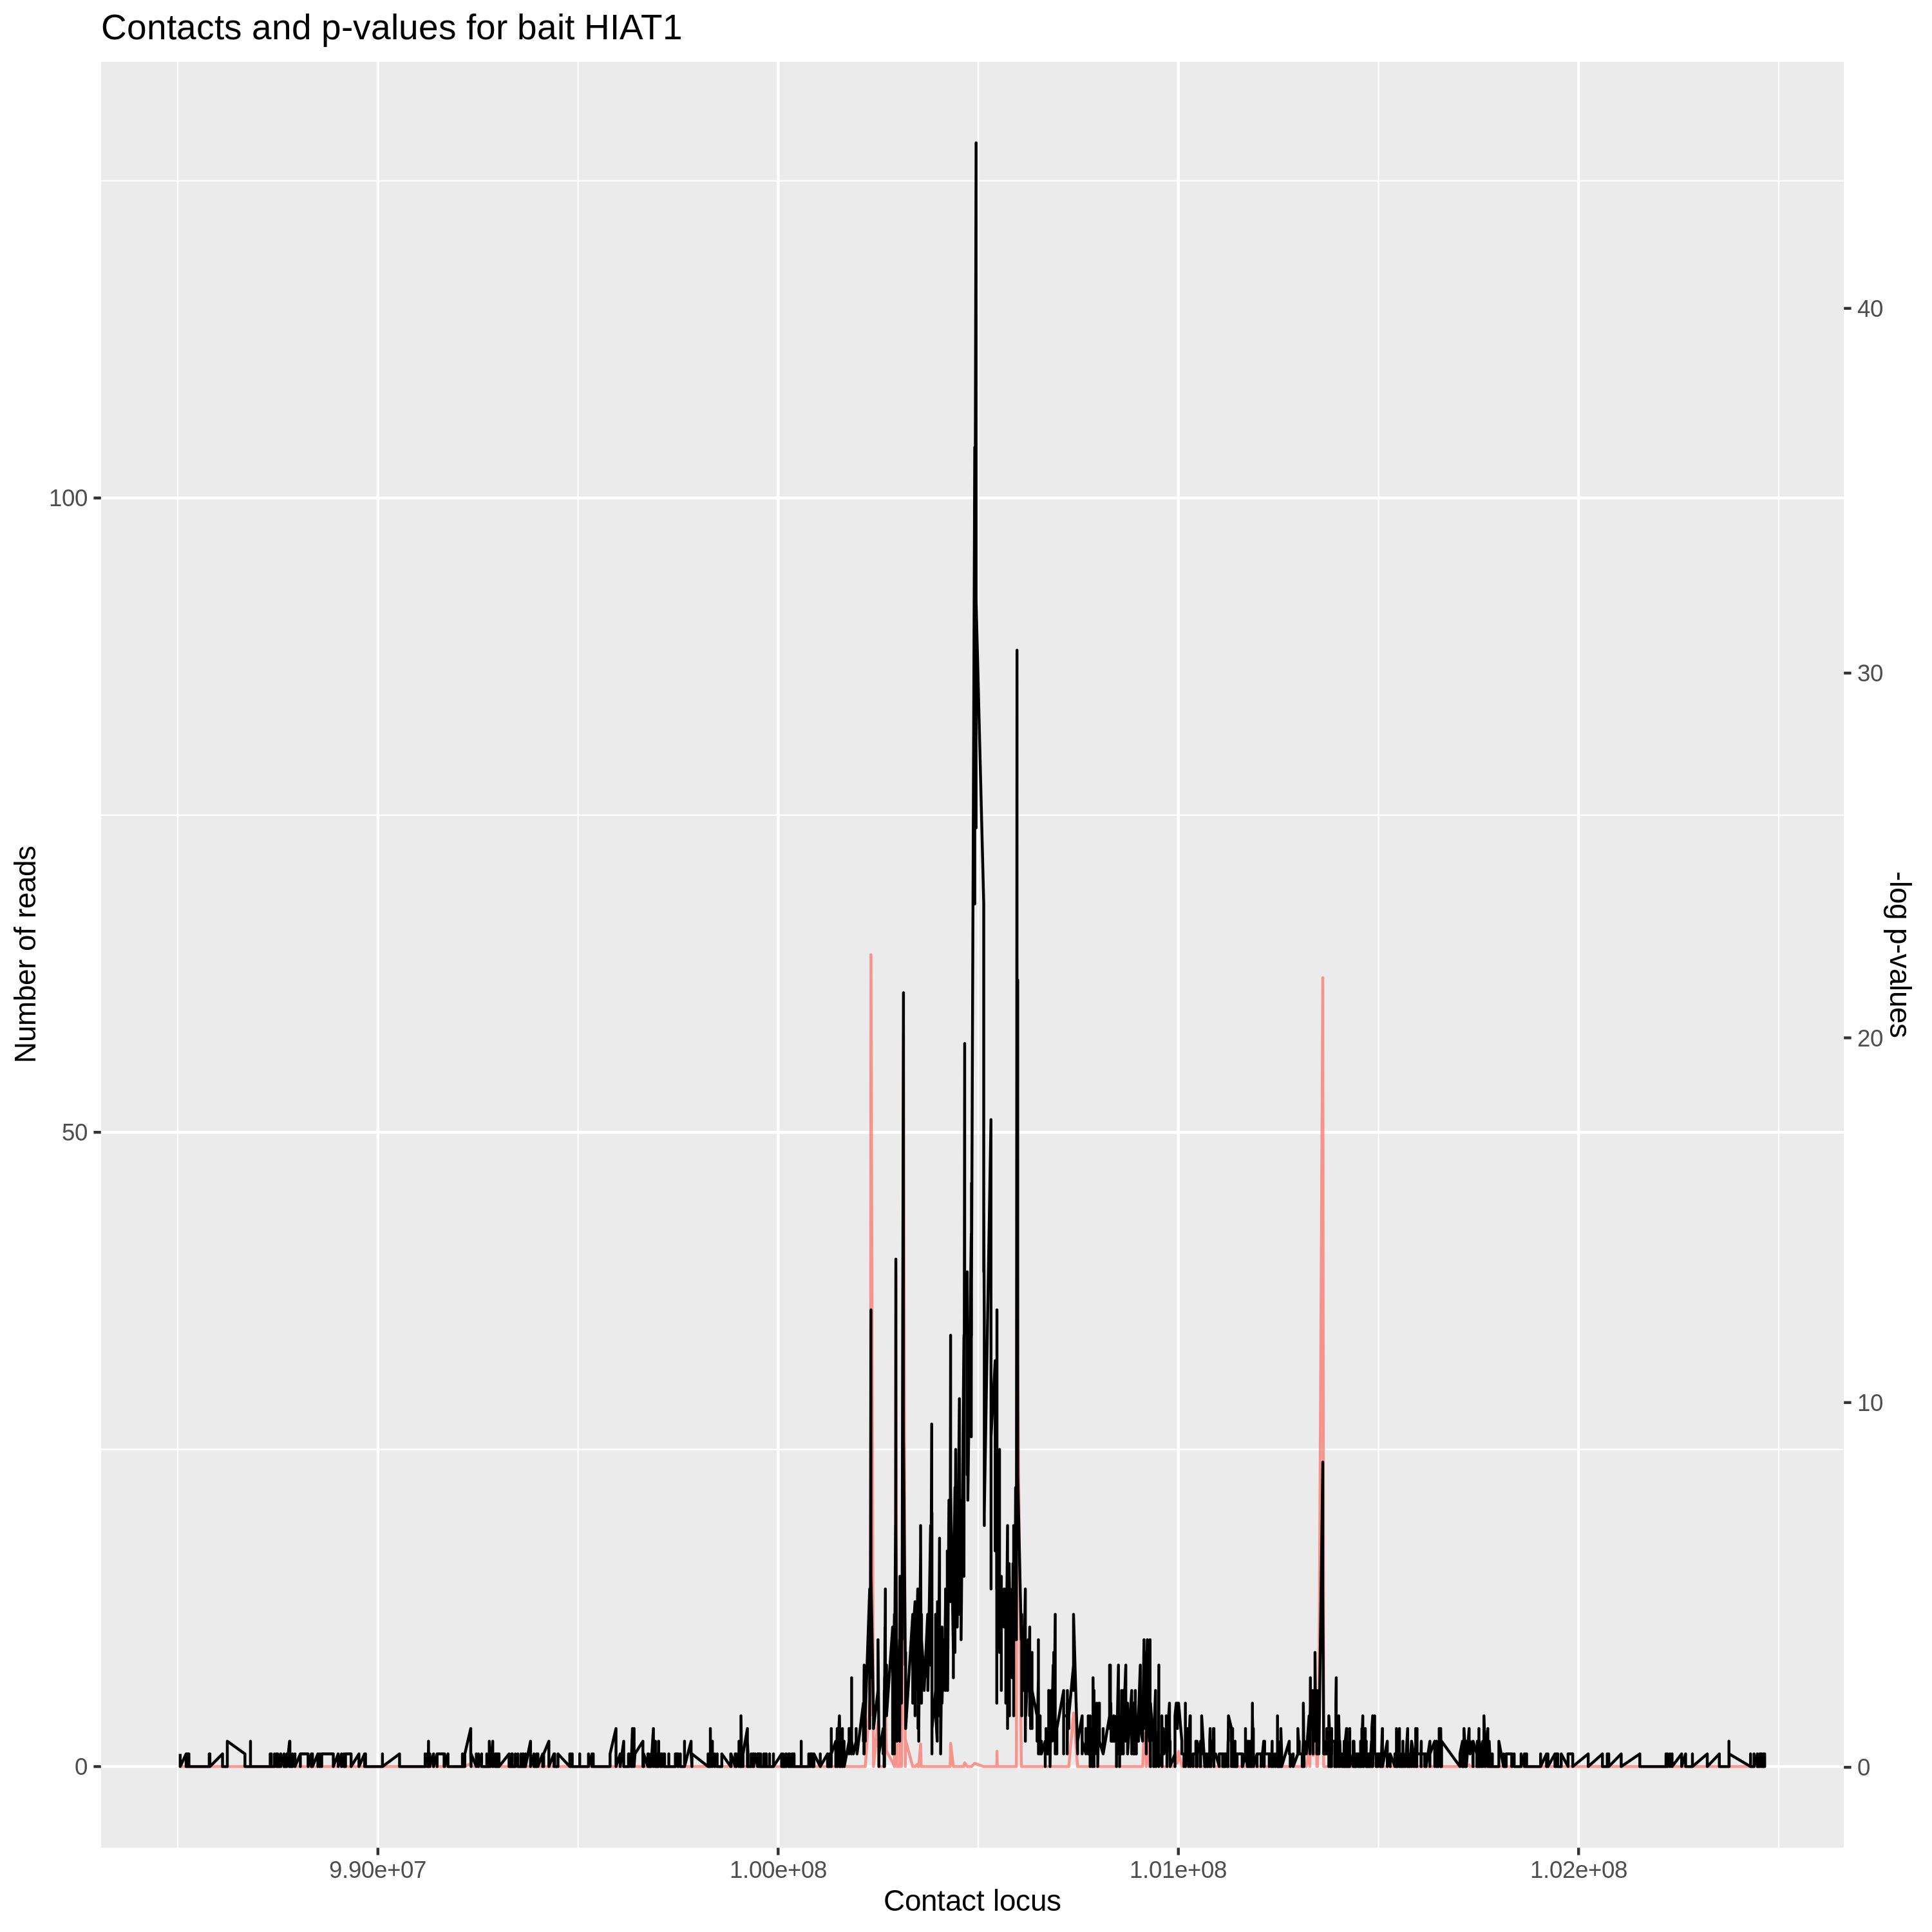 Contacts and p-values for bait HIAT1
100
50
0
Number of reads
40
30
20
10
0
-log p-values
9.90e+07
1.00e+08
1.01e+08
1.02e+08
Contact locus